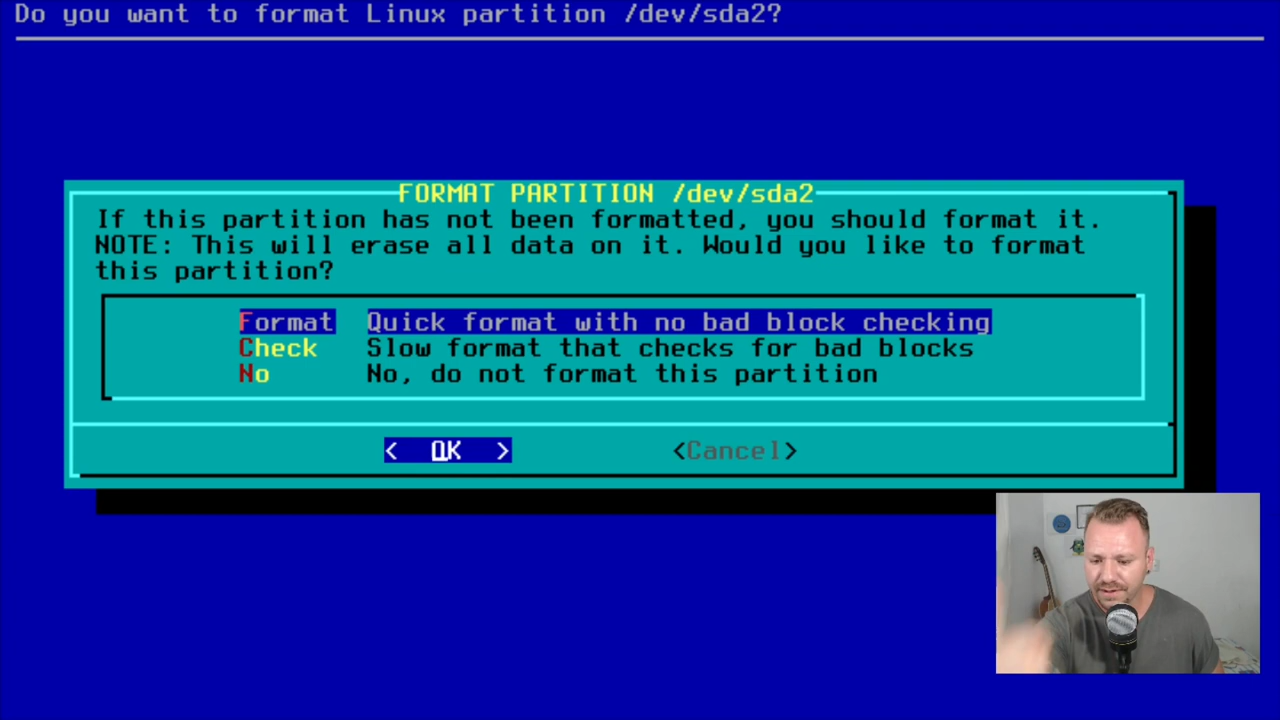 Do you want to format Linux partition /dev/sda2?
FORMAT PARTITION /dev/sda2
If this partition has not been formatted, you should format it.
NOTE: This will erase all data on it. Would you like to format
this partition?
Format Quick format with no bad block checking
Check Slow format that checks for bad blocks
No No, do not format this partition
< OK > <Cancel>